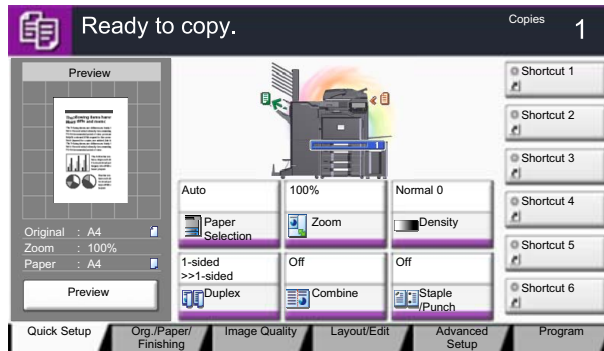 Ready to copy.
Copies 1
Preview
Original : A4
Zoom : 100%
Paper : A4
Preview
1
Auto
Paper
Selection
100%
Zoom
Normal 0
Density
1-sided
>>1-sided
Duplex
Off
Combine
Off
Staple
/Punch
Shortcut 1
Shortcut 2
Shortcut 3
Shortcut 4
Shortcut 5
Shortcut 6
Quick Setup
Org./Paper/
Finishing
Image Quality
Layout/Edit
Advanced
Setup
Program